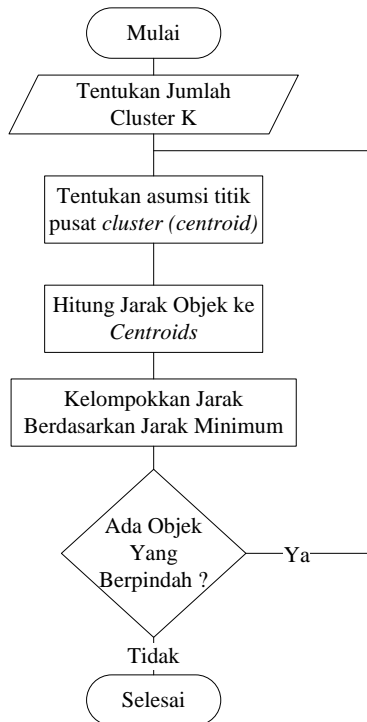 Mulai
Tentukan Jumlah
Cluster K
Tentukan asumsi titik
pusat cluster (centroid)
Hitung Jarak Objek ke
Centroids
Kelompokkan Jarak
Berdasarkan Jarak Minimum
Ada Objek
Yang
Berpindah ?
Ya
Tidak
Selesai